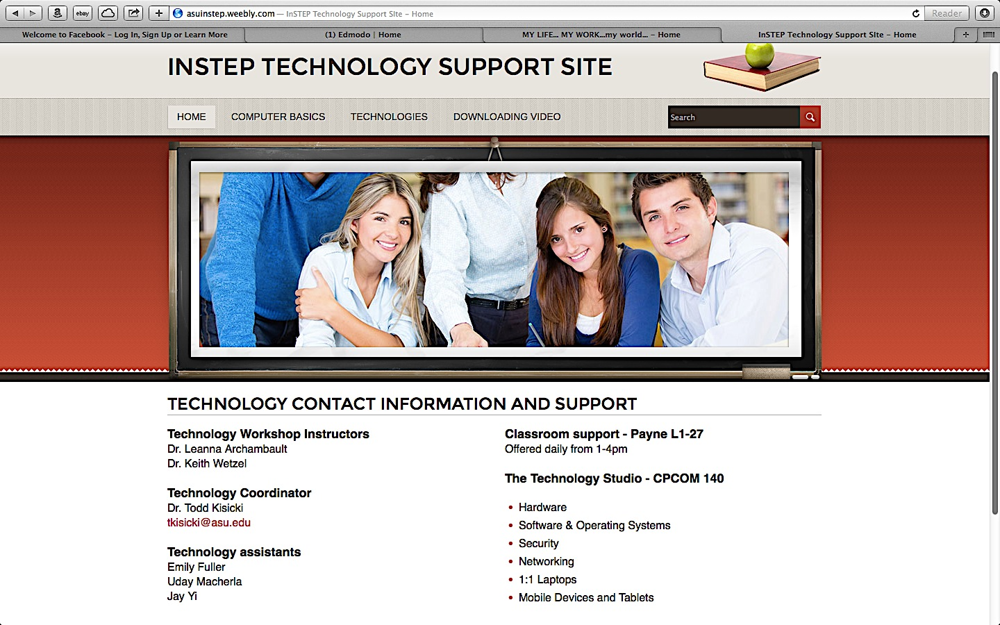 ebay
asuinstep.weebly.com — InSTEP Technology Support SIte – Home
Reader
Welcome to Facebook – Log In, Sign Up or Learn More
(1) Edmodo | Home
MY LIFE... MY WORK...my world... – Home
InSTEP Technology Support SIte – Home
INSTEP TECHNOLOGY SUPPORT SITE
HOME
COMPUTER BASICS
TECHNOLOGIES
DOWNLOADING VIDEO
Search
TECHNOLOGY CONTACT INFORMATION AND SUPPORT
Technology Workshop Instructors
Dr. Leanna Archambault
Dr. Keith Wetzel
Technology Coordinator
Dr. Todd Kisicki
tkisicki@asu.edu
Technology assistants
Emily Fuller
Uday Macherla
Jay Yi
Classroom support - Payne L1-27
Offered daily from 1-4pm
The Technology Studio - CPCOM 140
Hardware
Software & Operating Systems
Security
Networking
1:1 Laptops
Mobile Devices and Tablets